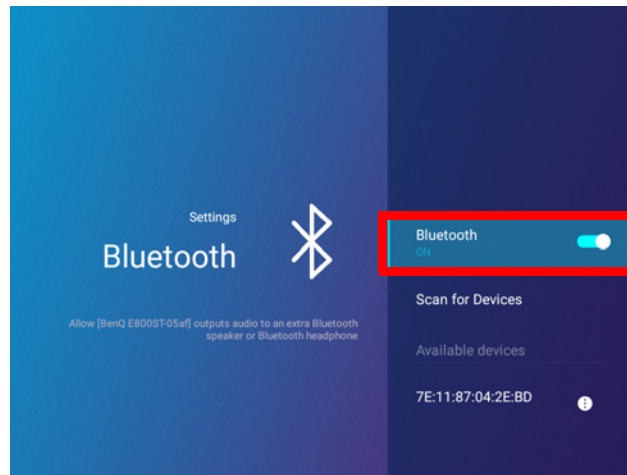 Settings
Bluetooth
Allow [BenQ E800ST-05af] outputs audio to an extra Bluetooth
speaker or Bluetooth headphone
Bluetooth
ON
Scan for Devices
Available devices
7E:11:87:04:2E:BD